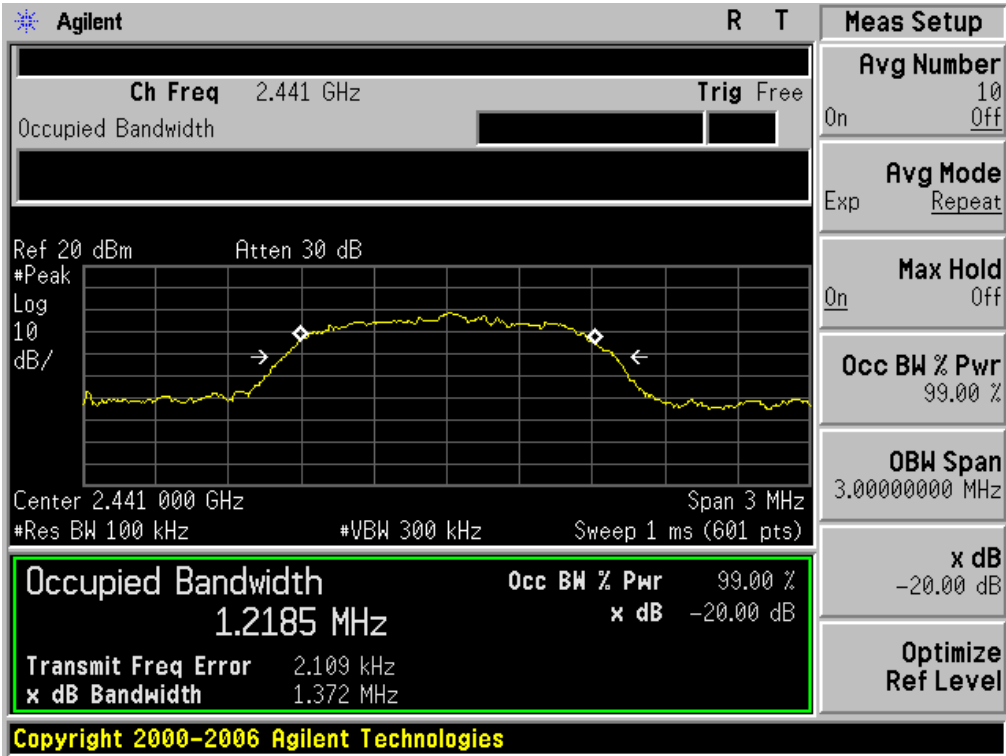 Agilent R T
Ch Freq 2.441 GHz Trig Free
Occupied Bandwidth
Ref 20 dBm Atten 30 dB
#Peak
Log
10
dB/
Center 2.441 000 GHz Span 3 MHz
#Res BW 100 kHz #VBW 300 kHz Sweep 1 ms (601 pts)
Occupied Bandwidth Occ BW % Pwr 99.00 %
1.2185 MHz x dB -20.00 dB
Transmit Freq Error 2.109 kHz
x dB Bandwidth 1.372 MHz
Copyright 2000-2006 Agilent Technologies
Meas Setup
Avg Number
10
On Off
Avg Mode
Exp Repeat
Max Hold
On Off
Occ BW % Pwr
99.00 %
OBW Span
3.00000000 MHz
x dB
-20.00 dB
Optimize
Ref Level